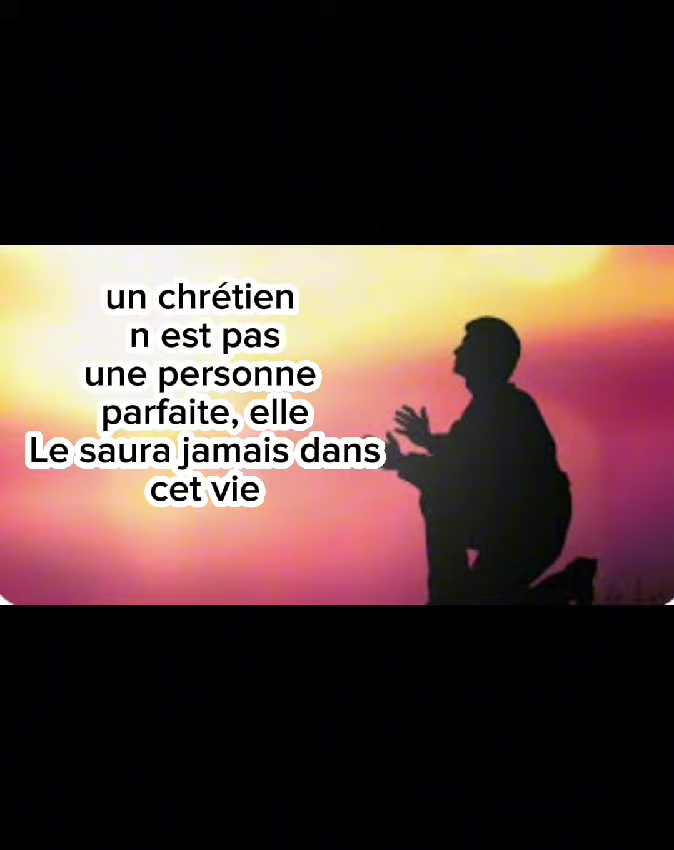 un chrétien
n est pas
une personne
parfaite, elle
Le saura jamais dans
cet vie